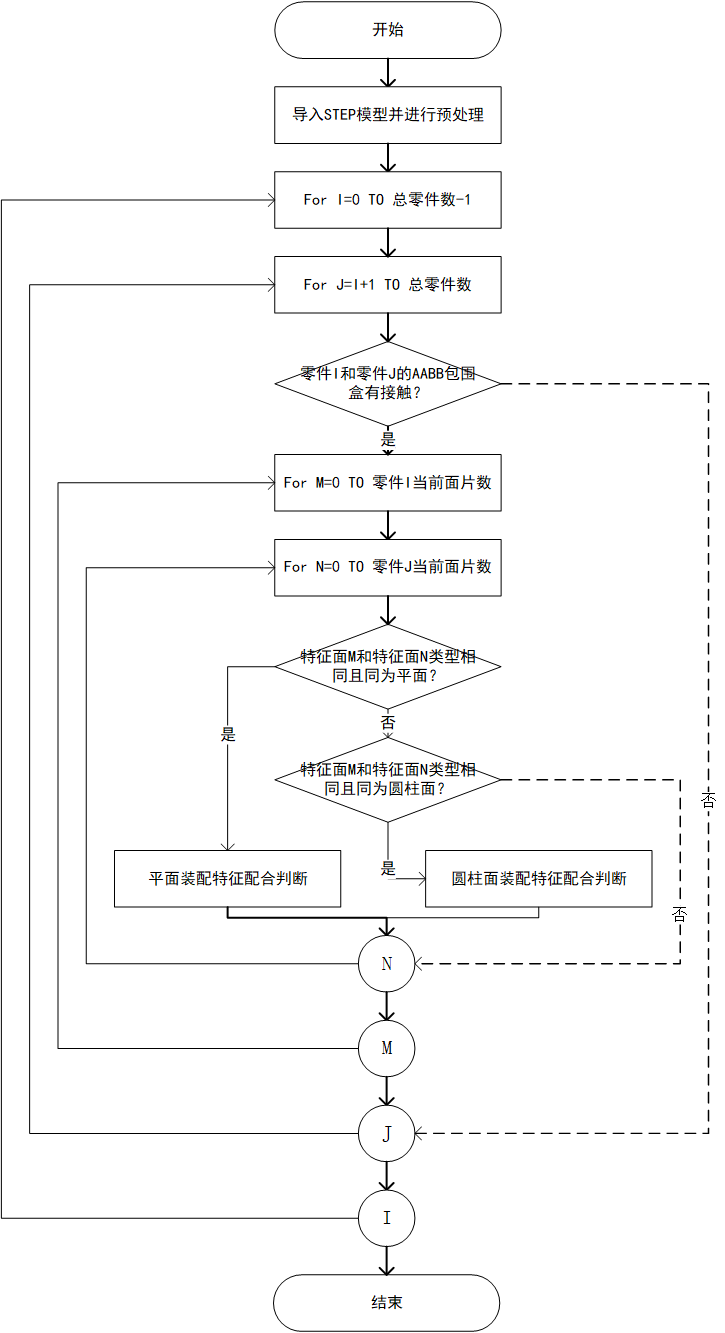 开始
导入STEP模型并进行预处理
For I=0 TO 总零件数-1
For J=I+1 TO 总零件数
零件I和零件J的AABB包围
盒有接触？
是
For M=0 TO 零件I当前面片数
For N=0 TO 零件J当前面片数
特征面M和特征面N类型相
同且同为平面？
是
否
特征面M和特征面N类型相
同且同为圆柱面？
否
是
平面装配特征配合判断
圆柱面装配特征配合判断
否
N
M
J
I
结束